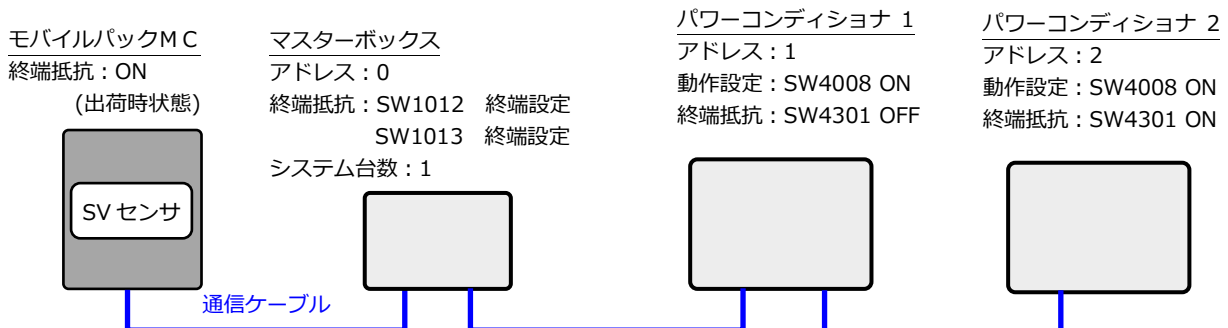 モバイルパックＭＣ
終端抵抗：ON
(出荷時状態)
SV センサ
マスターボックス
アドレス：0
終端抵抗：SW1012　終端設定
SW1013　終端設定
システム台数：1
パワーコンディショナ 1
アドレス：1
動作設定：SW4008 ON
終端抵抗：SW4301 OFF
パワーコンディショナ 2
アドレス：2
動作設定：SW4008 ON
終端抵抗：SW4301 ON
通信ケーブル